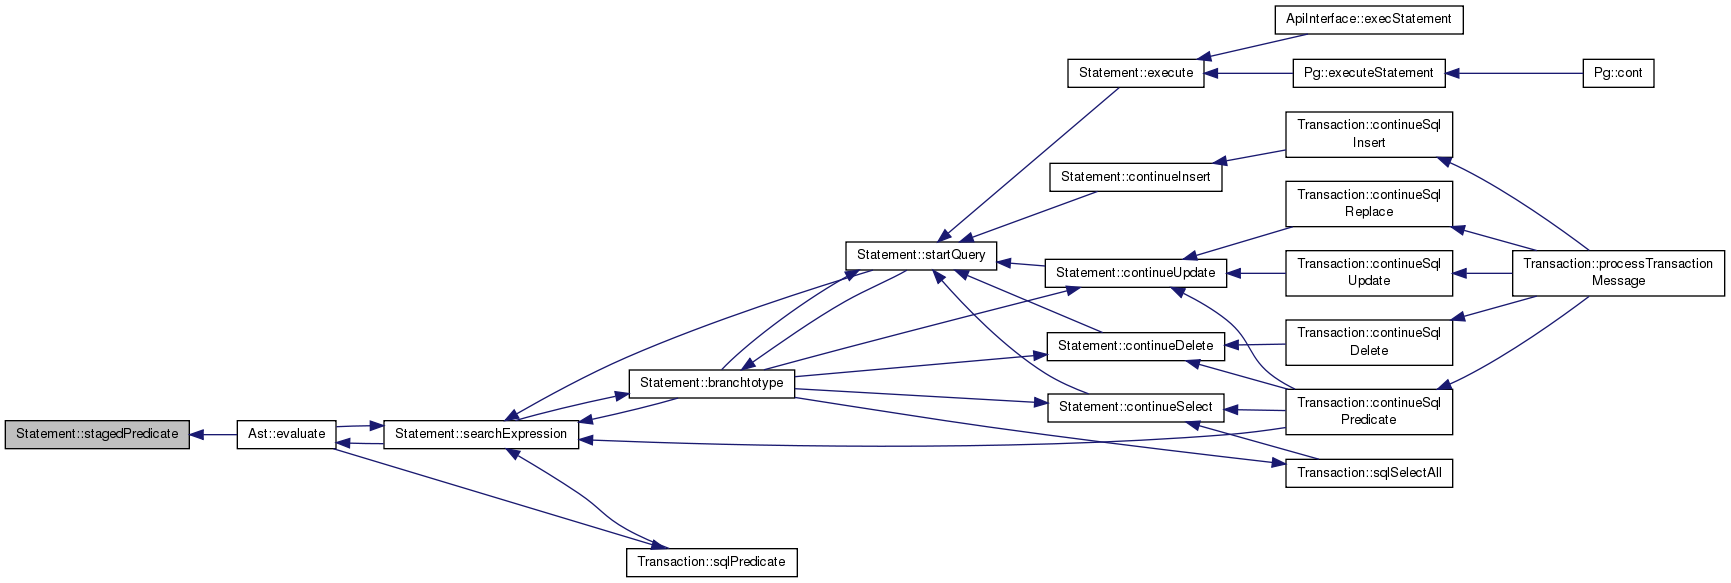 ApiInterface::execStatement
Statement::execute
Pg::executeStatement
Pg::cont
Transaction::continueSql
Insert
Statement::continueInsert
Transaction::continueSql
Replace
Statement::startQuery
Statement::continueUpdate
Transaction::continueSql
Update
Transaction::processTransaction
Message
Statement::continueDelete
Transaction::continueSql
Delete
Statement::branchtotype
Statement::continueSelect
Transaction::continueSql
Predicate
Statement::stagedPredicate
Ast::evaluate
Statement::searchExpression
Transaction::sqlSelectAll
Transaction::sqlPredicate